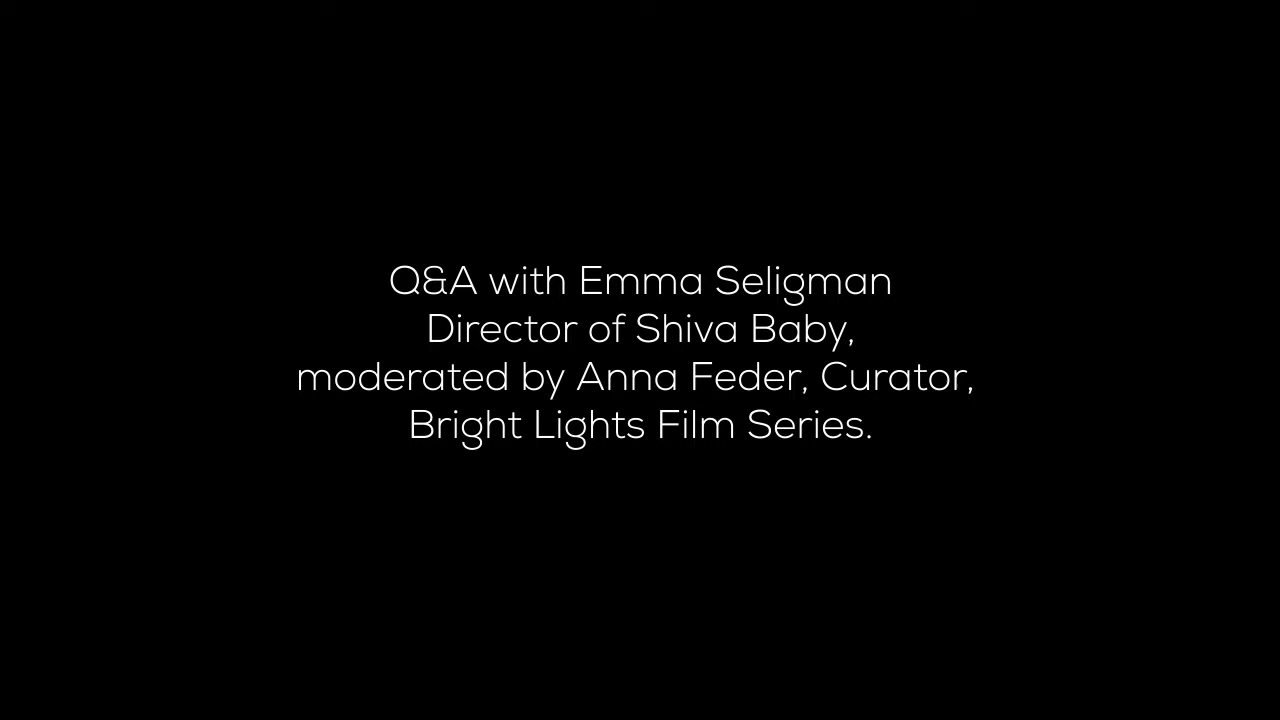 Q&A with Emma Seligman
Director of Shiva Baby,
moderated by Anna Feder, Curator,
Bright Lights Film Series.